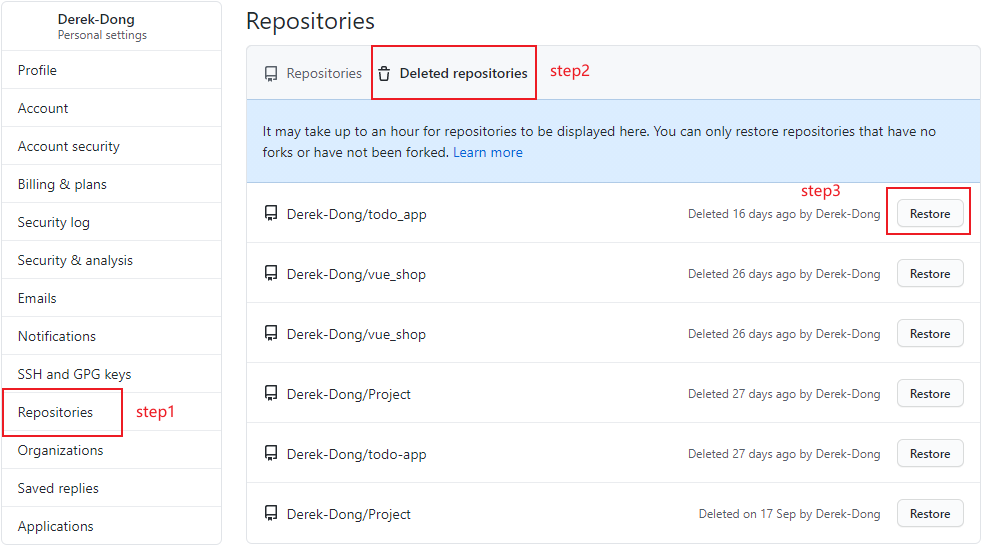 Derek-Dong
Personal settings
Profile
Account
Account security
Billing & plans
Security log
Security & analysis
Emails
Notifications
SSH and GPG keys
Repositories
step1
Organizations
Saved replies
Applications
Repositories
Repositories
Deleted repositories
step2
It may take up to an hour for repositories to be displayed here. You can only restore repositories that have no
forks or have not been forked. Learn more
step3
Derek-Dong/todo_app Deleted 16 days ago by Derek-Dong Restore
Derek-Dong/vue_shop Deleted 26 days ago by Derek-Dong Restore
Derek-Dong/vue_shop Deleted 26 days ago by Derek-Dong Restore
Derek-Dong/Project Deleted 27 days ago by Derek-Dong Restore
Derek-Dong/todo-app Deleted 27 days ago by Derek-Dong Restore
Derek-Dong/Project Deleted on 17 Sep by Derek-Dong Restore